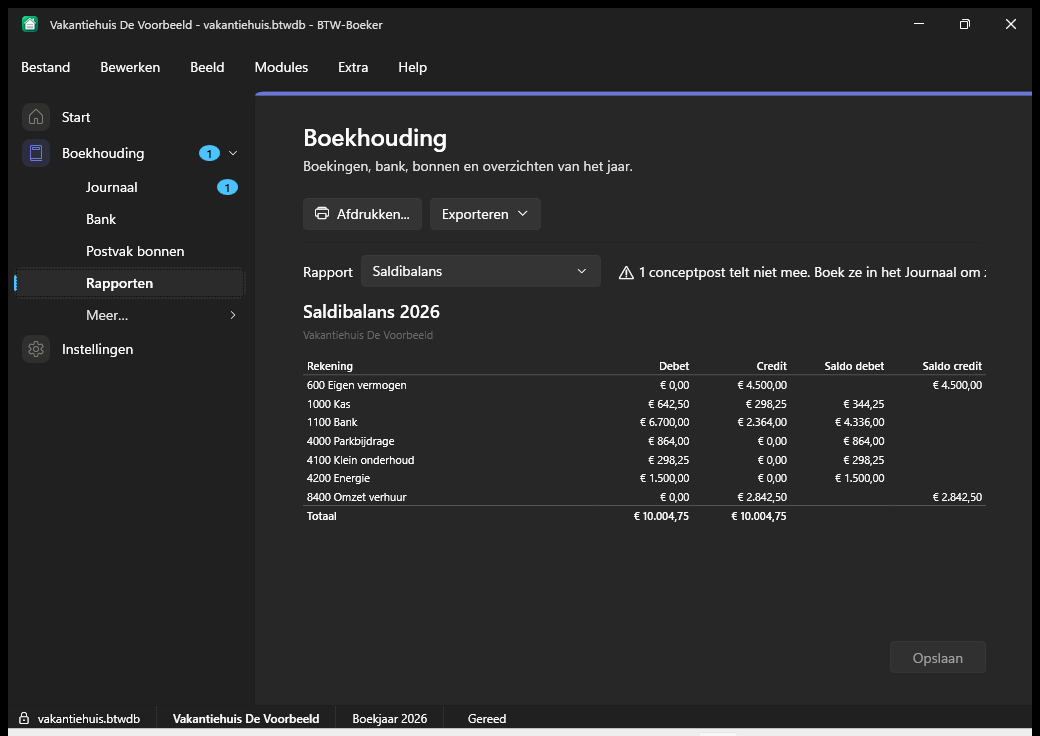 Vakantiehuis De Voorbeeld - vakantiehuis.btwdb - BTW-Boeker
Bestand Bewerken Beeld Modules Extra Help
Start
Boekhouding 1
Journaal 1
Bank
Postvak bonnen
Rapporten
Meer...
Instellingen
Boekhouding
Boekingen, bank, bonnen en overzichten van het jaar.
Afdrukken... Exporteren
Rapport Saldibalans 1 conceptpost telt niet mee. Boek ze in het Journaal om
Saldibalans 2026
Vakantiehuis De Voorbeeld
Rekening Debet Credit Saldo debet Saldo credit
600 Eigen vermogen € 0,00 € 4.500,00 € 4.500,00
1000 Kas € 642,50 € 298,25 € 344,25
1100 Bank € 6.700,00 € 2.364,00 € 4.336,00
4000 Parkbijdrage € 864,00 € 0,00 € 864,00
4100 Klein onderhoud € 298,25 € 0,00 € 298,25
4200 Energie € 1.500,00 € 0,00 € 1.500,00
8400 Omzet verhuur € 0,00 € 2.842,50 € 2.842,50
Totaal € 10.004,75 € 10.004,75
Opslaan
vakantiehuis.btwdb Vakantiehuis De Voorbeeld Boekjaar 2026 Gereed